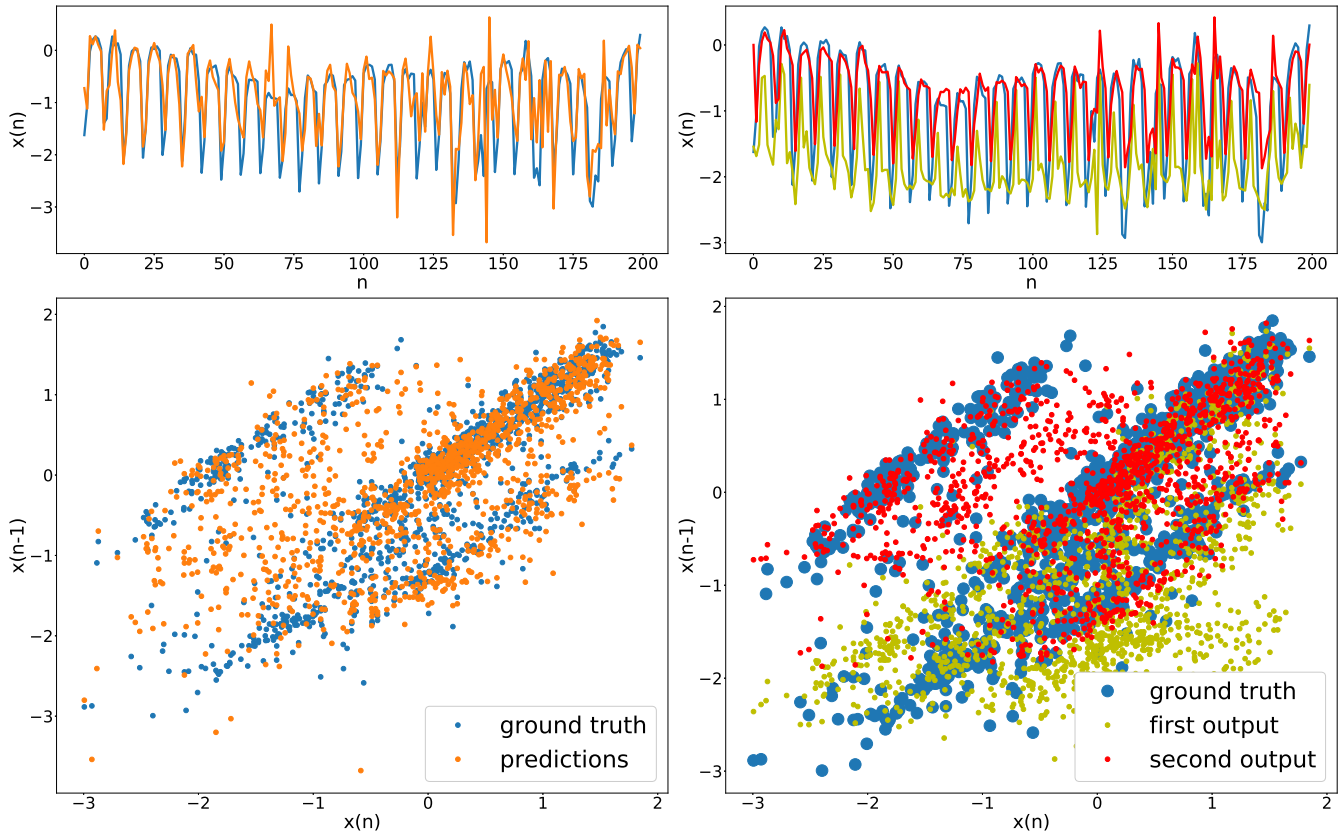 x(n)
0
−1
−2
−3
0 25 50 75 100 125 150 175 200
n
x(n)
0
−1
−2
−3
0 25 50 75 100 125 150 175 200
n
x(n-1)
2
1
0
−1
−2
−3
−3 −2 −1 0 1 2
x(n)
ground truth
predictions
x(n-1)
2
1
0
−1
−2
−3
−3 −2 −1 0 1 2
x(n)
ground truth
first output
second output